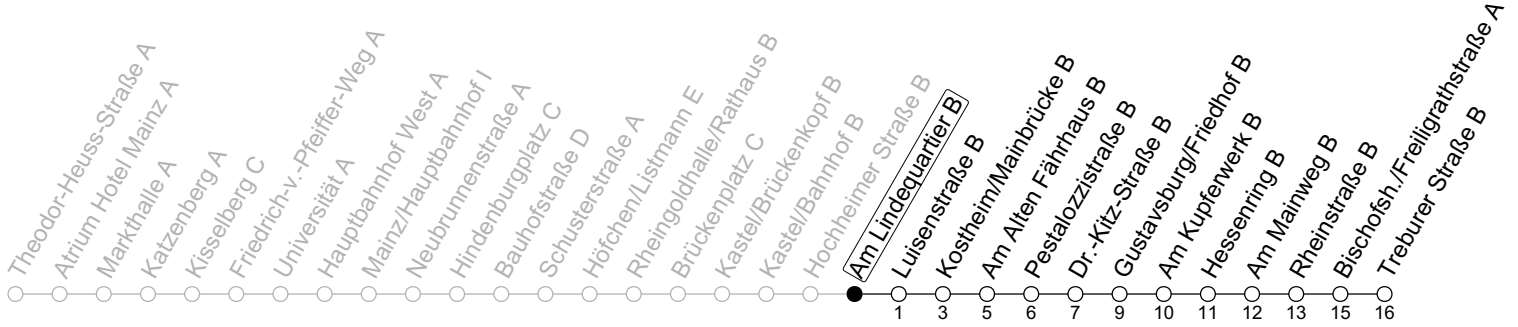 Theodor-Heuss-Straße A
Atrium Hotel Mainz A
Markthalle A
Katzenberg A
Kisselberg C
Friedrich-v.-Pfeiffer-Weg A
Universität A
Hauptbahnhof West A
Mainz/Hauptbahnhof I
Neubrunnenstraße A
Hindenburgplatz C
Bauhofstraße D
Schusterstraße A
Höfchen/Listmann E
Rheingoldhalle/Rathaus B
Brückenplatz C
Kastel/Brückenkopf B
Kastel/Bahnhof B
Hochheimer Straße B
Am Lindequartier B
Luisenstraße B
Kostheim/Mainbrücke B
Am Alten Fährhaus B
Pestalozzistraße B
Dr.-Kitz-Straße B
Gustavsburg/Friedhof B
Am Kupferwerk B
Hessenring B
Am Mainweg B
Rheinstraße B
Bischofsh./Freiligrathstraße A
Treburer Straße B
1 3 5 6 7 9 10 11 12 13 15 16